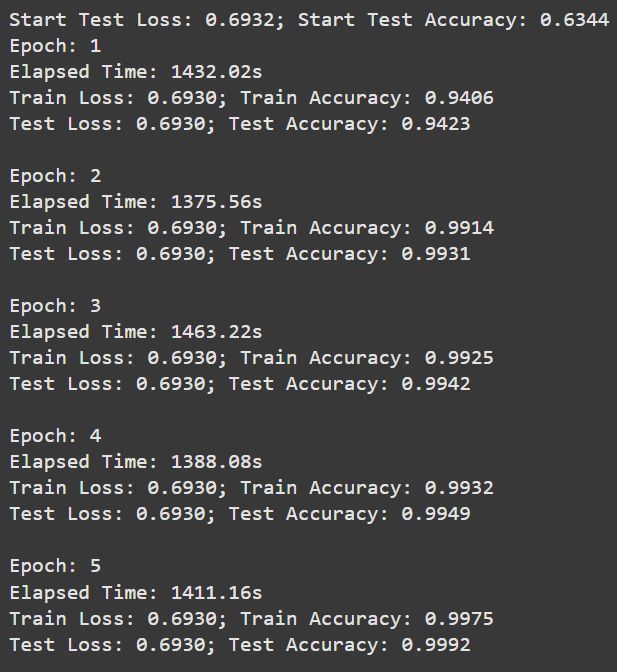 Start Test Loss: 0.6932; Start Test Accuracy: 0.6344
Epoch: 1
Elapsed Time: 1432.02s
Train Loss: 0.6930; Train Accuracy: 0.9406
Test Loss: 0.6930; Test Accuracy: 0.9423
Epoch: 2
Elapsed Time: 1375.56s
Train Loss: 0.6930; Train Accuracy: 0.9914
Test Loss: 0.6930; Test Accuracy: 0.9931
Epoch: 3
Elapsed Time: 1463.22s
Train Loss: 0.6930; Train Accuracy: 0.9925
Test Loss: 0.6930; Test Accuracy: 0.9942
Epoch: 4
Elapsed Time: 1388.08s
Train Loss: 0.6930; Train Accuracy: 0.9932
Test Loss: 0.6930; Test Accuracy: 0.9949
Epoch: 5
Elapsed Time: 1411.16s
Train Loss: 0.6930; Train Accuracy: 0.9975
Test Loss: 0.6930; Test Accuracy: 0.9992